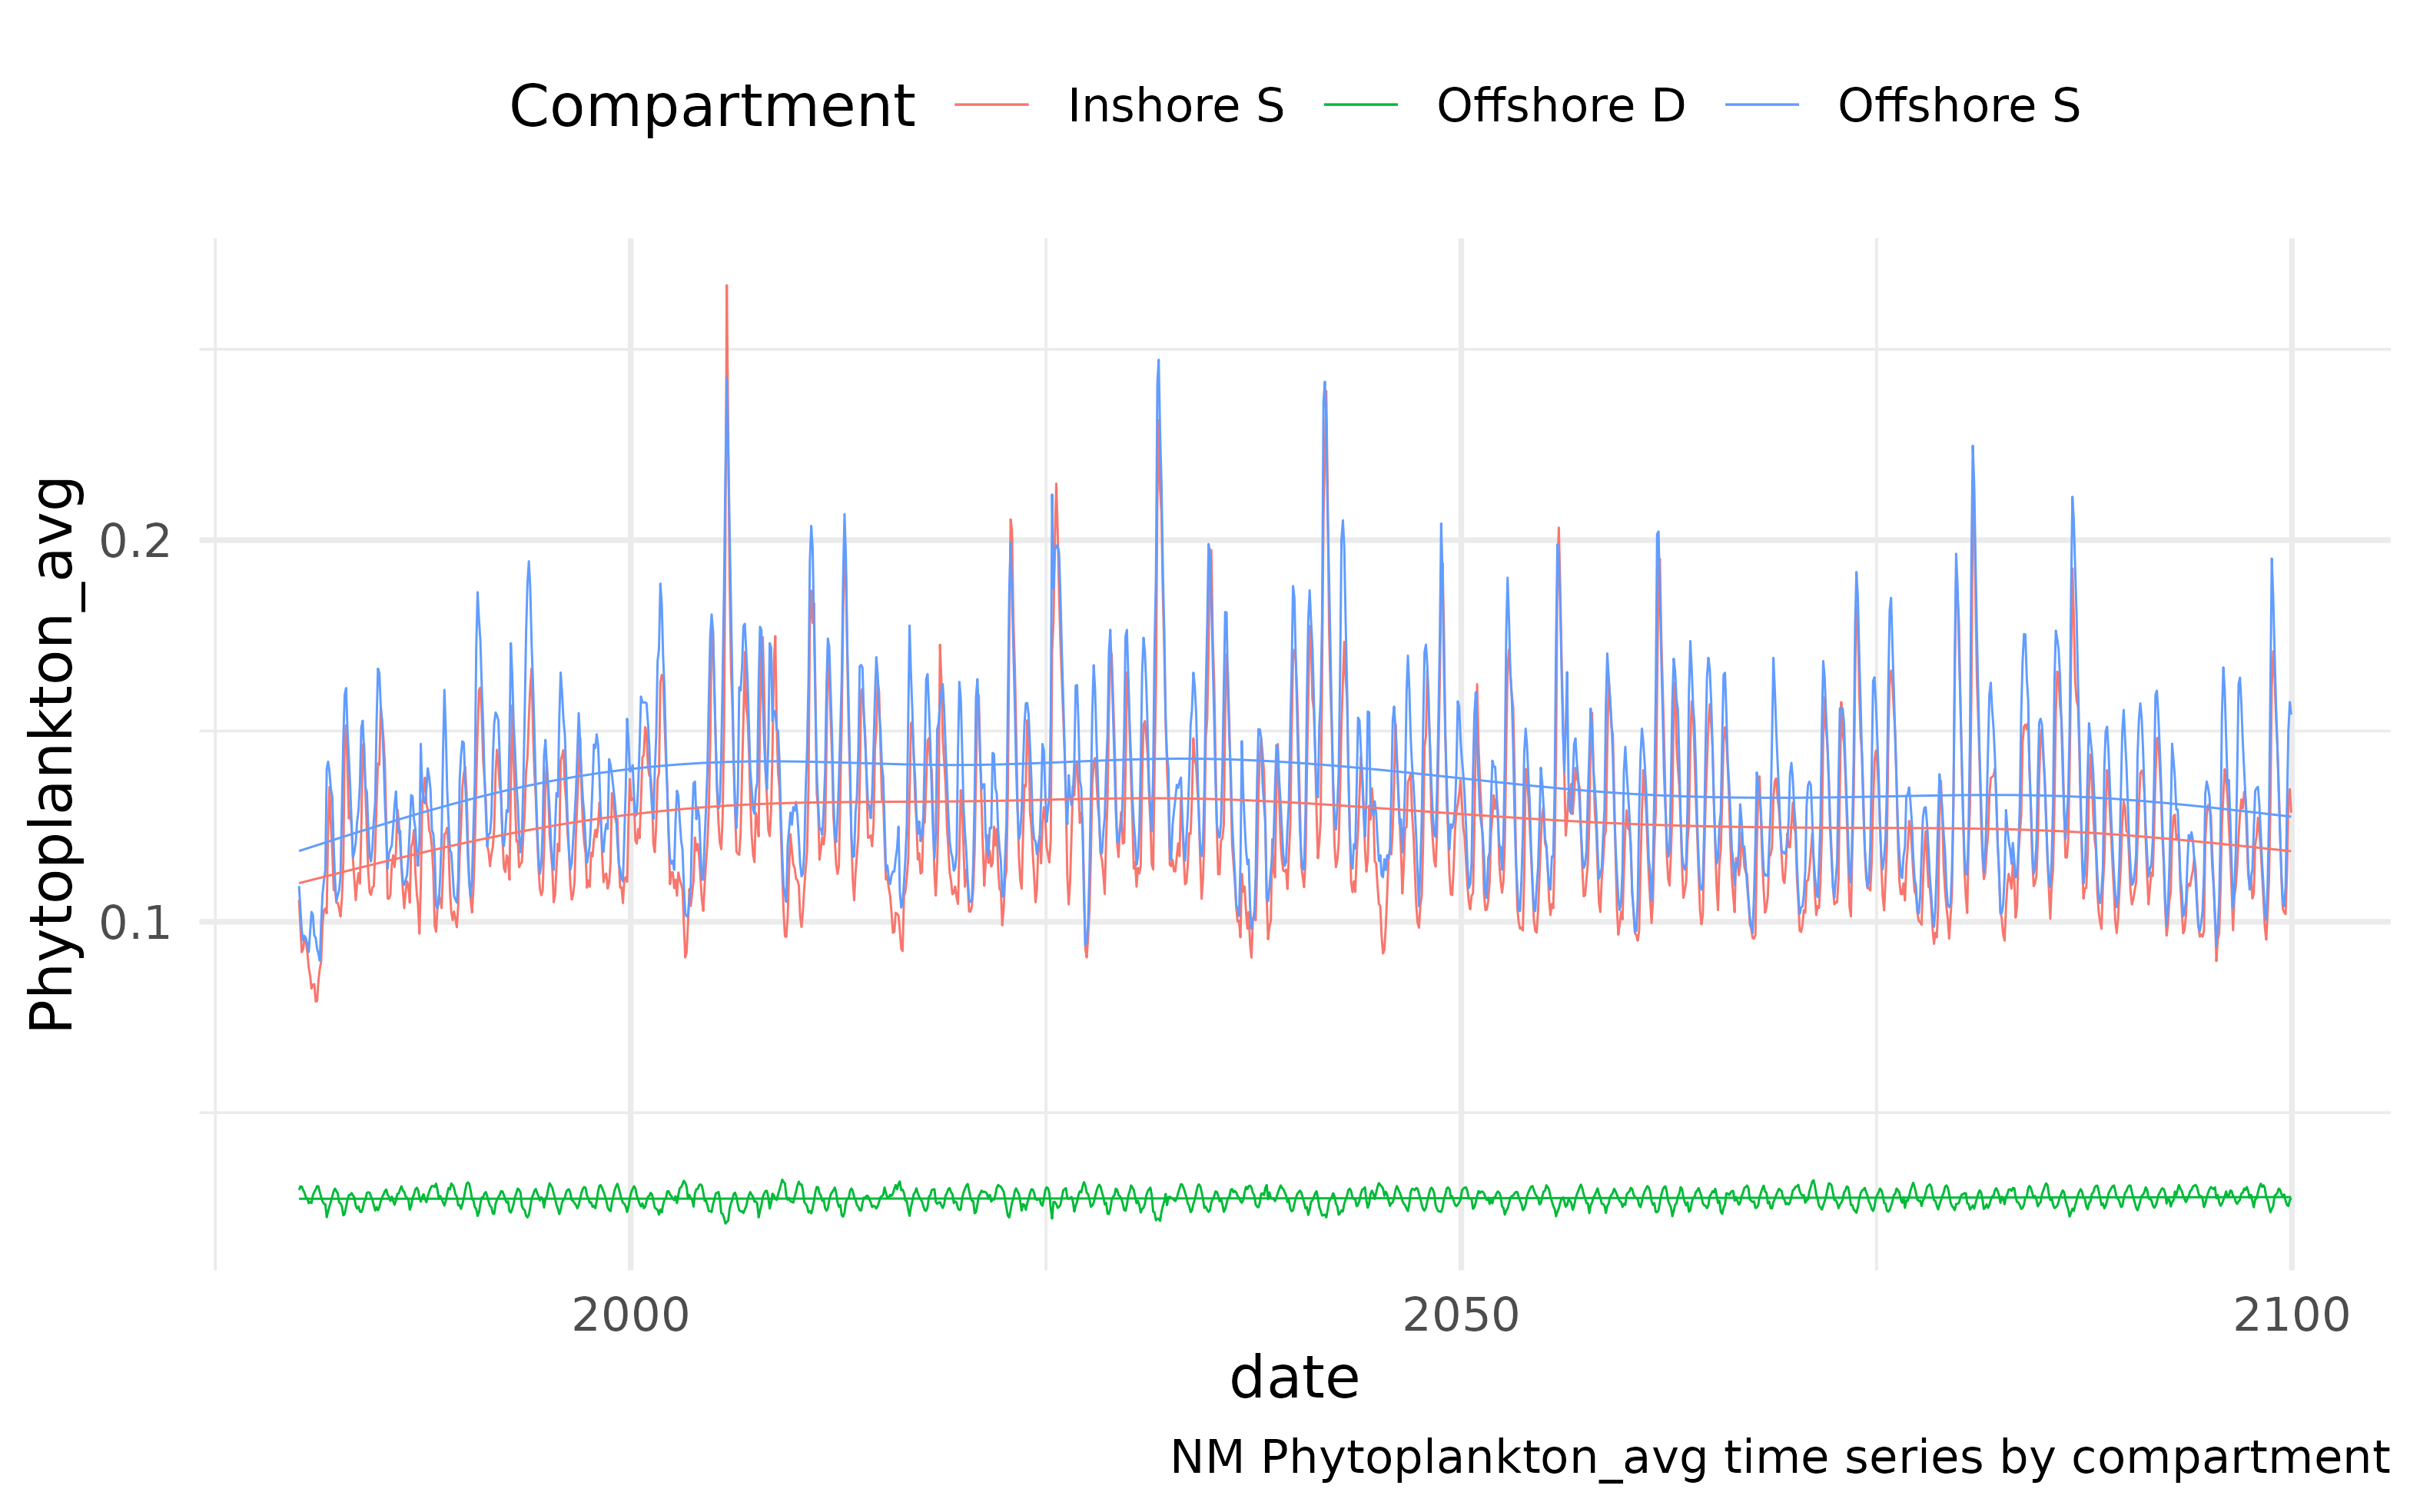 Compartment Inshore S Offshore D Offshore S
Phytoplankton_avg
0.2
0.1
2000 2050 2100
date
NM Phytoplankton_avg time series by compartment